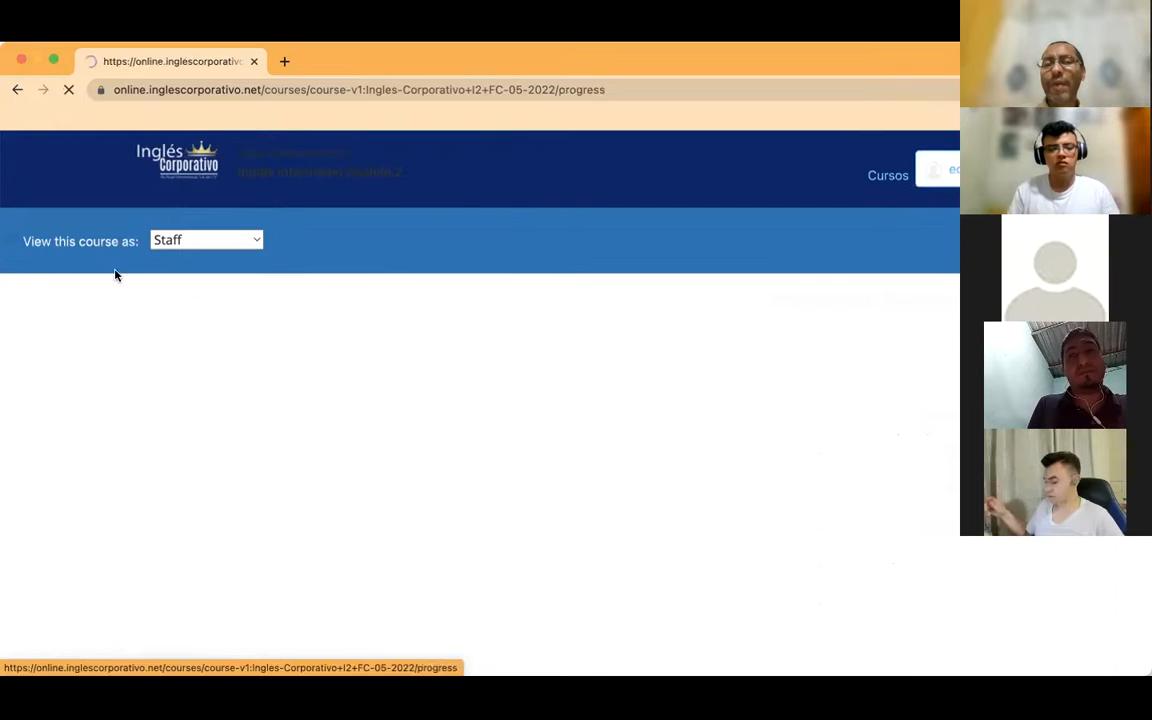 https://online.inglescorporativ
online.inglescorporativo.net/courses/course-v1:Ingles-Corporativo+I2+FC-05-2022/progress
Inglés
Corporativo
Cursos
View this course as:
Staff
https://online.inglescorporativo.net/courses/course-v1:Ingles-Corporativo+I2+FC-05-2022/progress